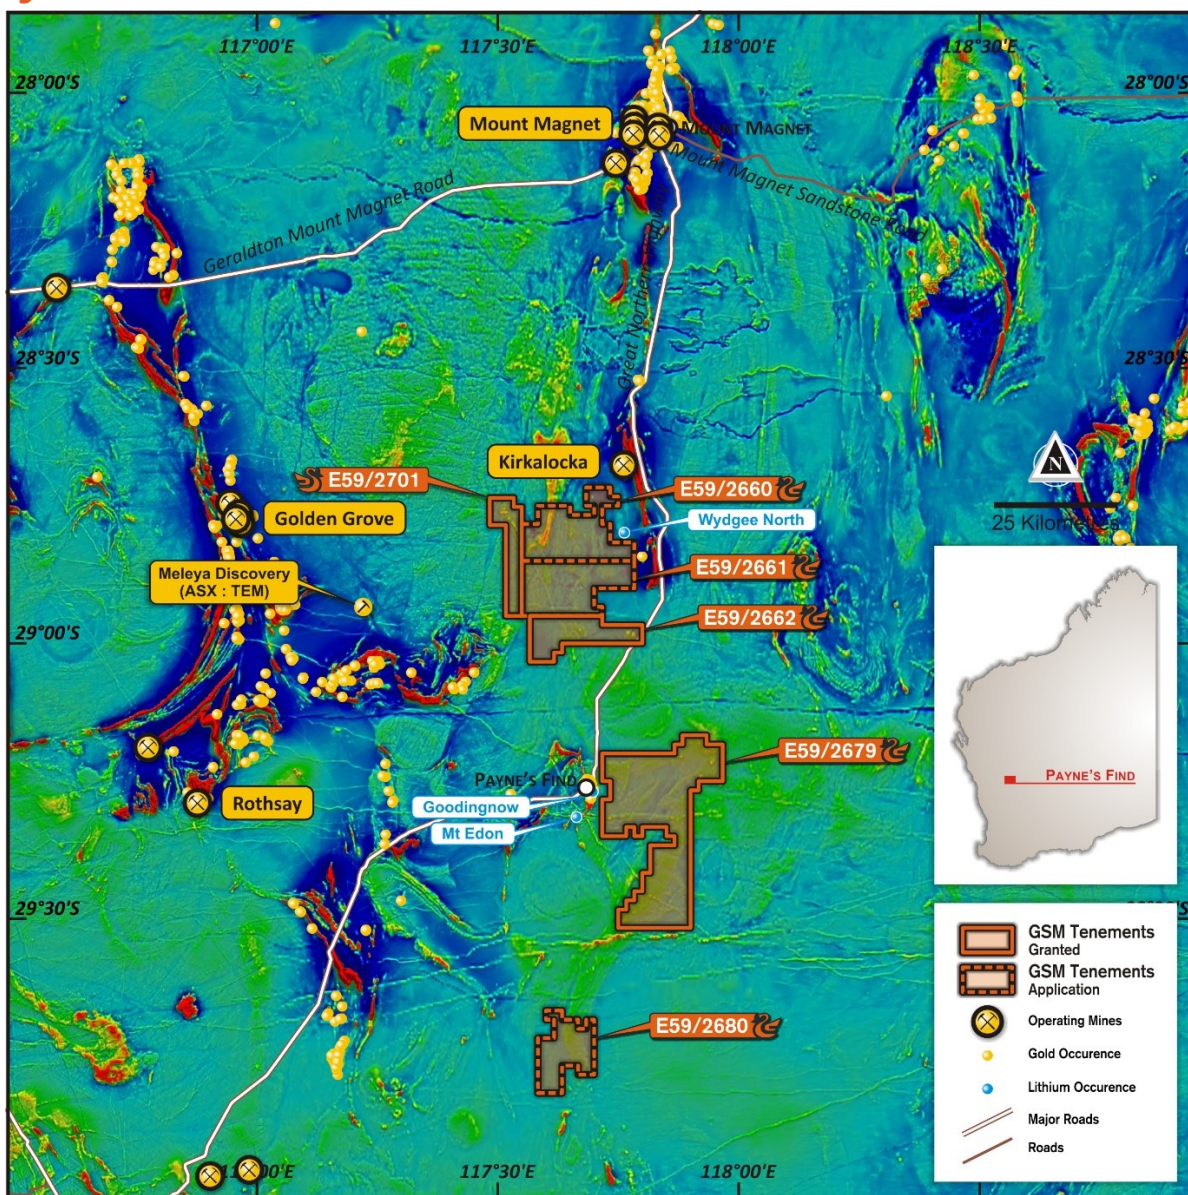 117°00'E
117°30'E
118°00'E
118°30'E
28°00'S
28°00'S
Mount Magnet
MOUNT MAGNET
Mount Magnet Sandstone Road
Geraldton Mount Magnet Road
Great Northern Highway
28°30'S
28°30'S
Kirkalocka
E59/2701
E59/2660
Golden Grove
Wydgee North
N
25 Kilometres
Meleya Discovery
(ASX : TEM)
E59/2661
E59/2662
29°00'S
E59/2679
PAYNE'S FIND
PAYNE'S FIND
Rothsay
Goodingnow
Mt Edon
29°30'S
GSM Tenements
Granted
GSM Tenements
Application
Operating Mines
Gold Occurence
Lithium Occurence
Major Roads
Roads
E59/2680
117°30'E
118°00'E